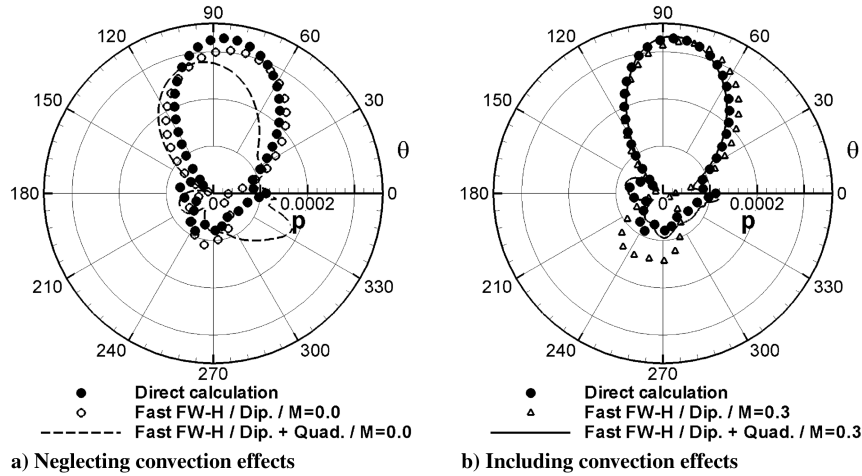 90
120
60
150
30
θ
180
0
0.0002
0
p
210
330
240
300
270
Direct calculation
Fast FW-H / Dip. / M=0.0
Fast FW-H / Dip. + Quad. / M=0.0
a) Neglecting convection effects
90
120
60
150
30
θ
180
0
0.0002
0
p
210
330
240
300
270
Direct calculation
Fast FW-H / Dip. / M=0.3
Fast FW-H / Dip. + Quad. / M=0.3
b) Including convection effects